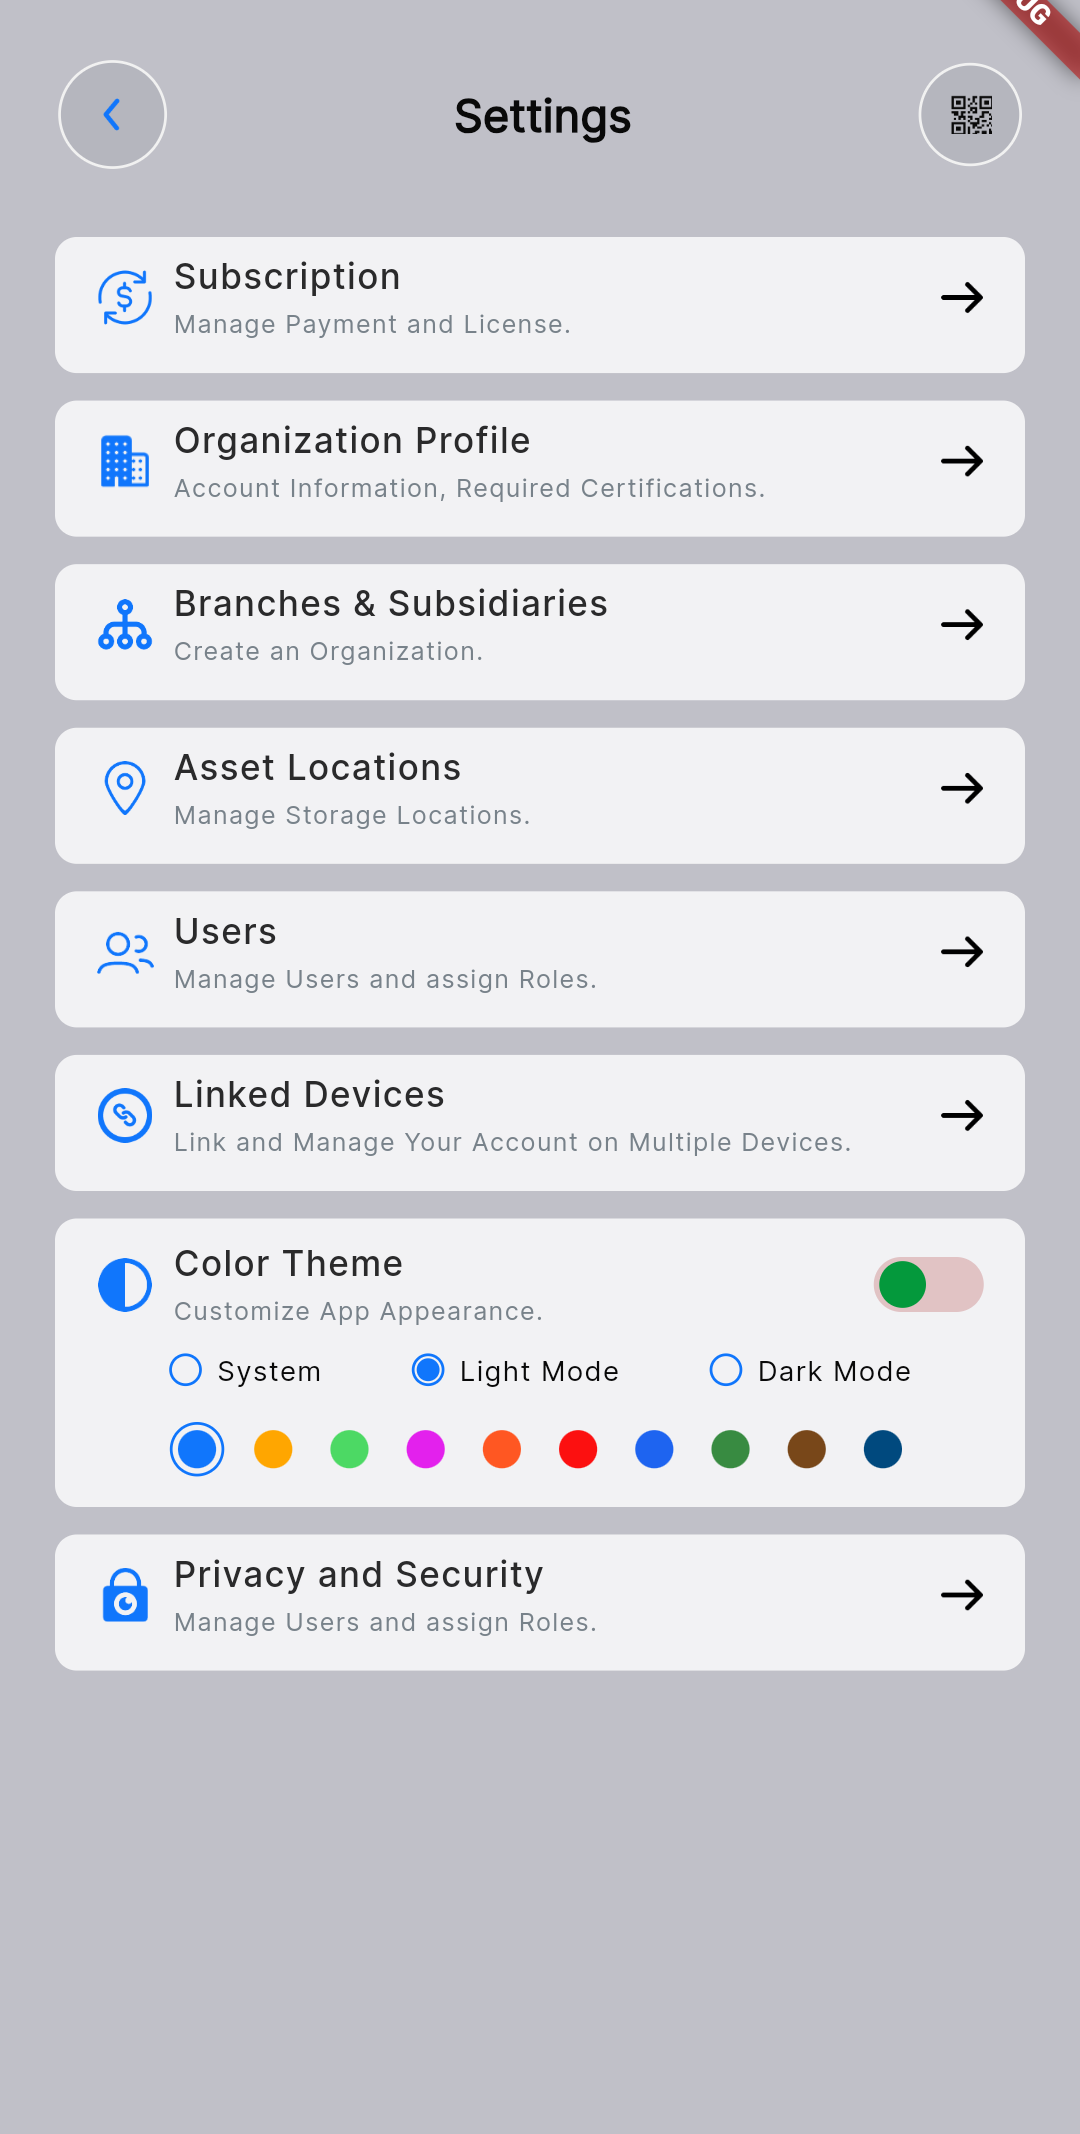 UG
Settings
Subscription
Manage Payment and License.
Organization Profile
Account Information, Required Certifications.
Branches & Subsidiaries
Create an Organization.
Asset Locations
Manage Storage Locations.
Users
Manage Users and assign Roles.
Linked Devices
Link and Manage Your Account on Multiple Devices.
Color Theme
Customize App Appearance.
System Light Mode Dark Mode
Privacy and Security
Manage Users and assign Roles.